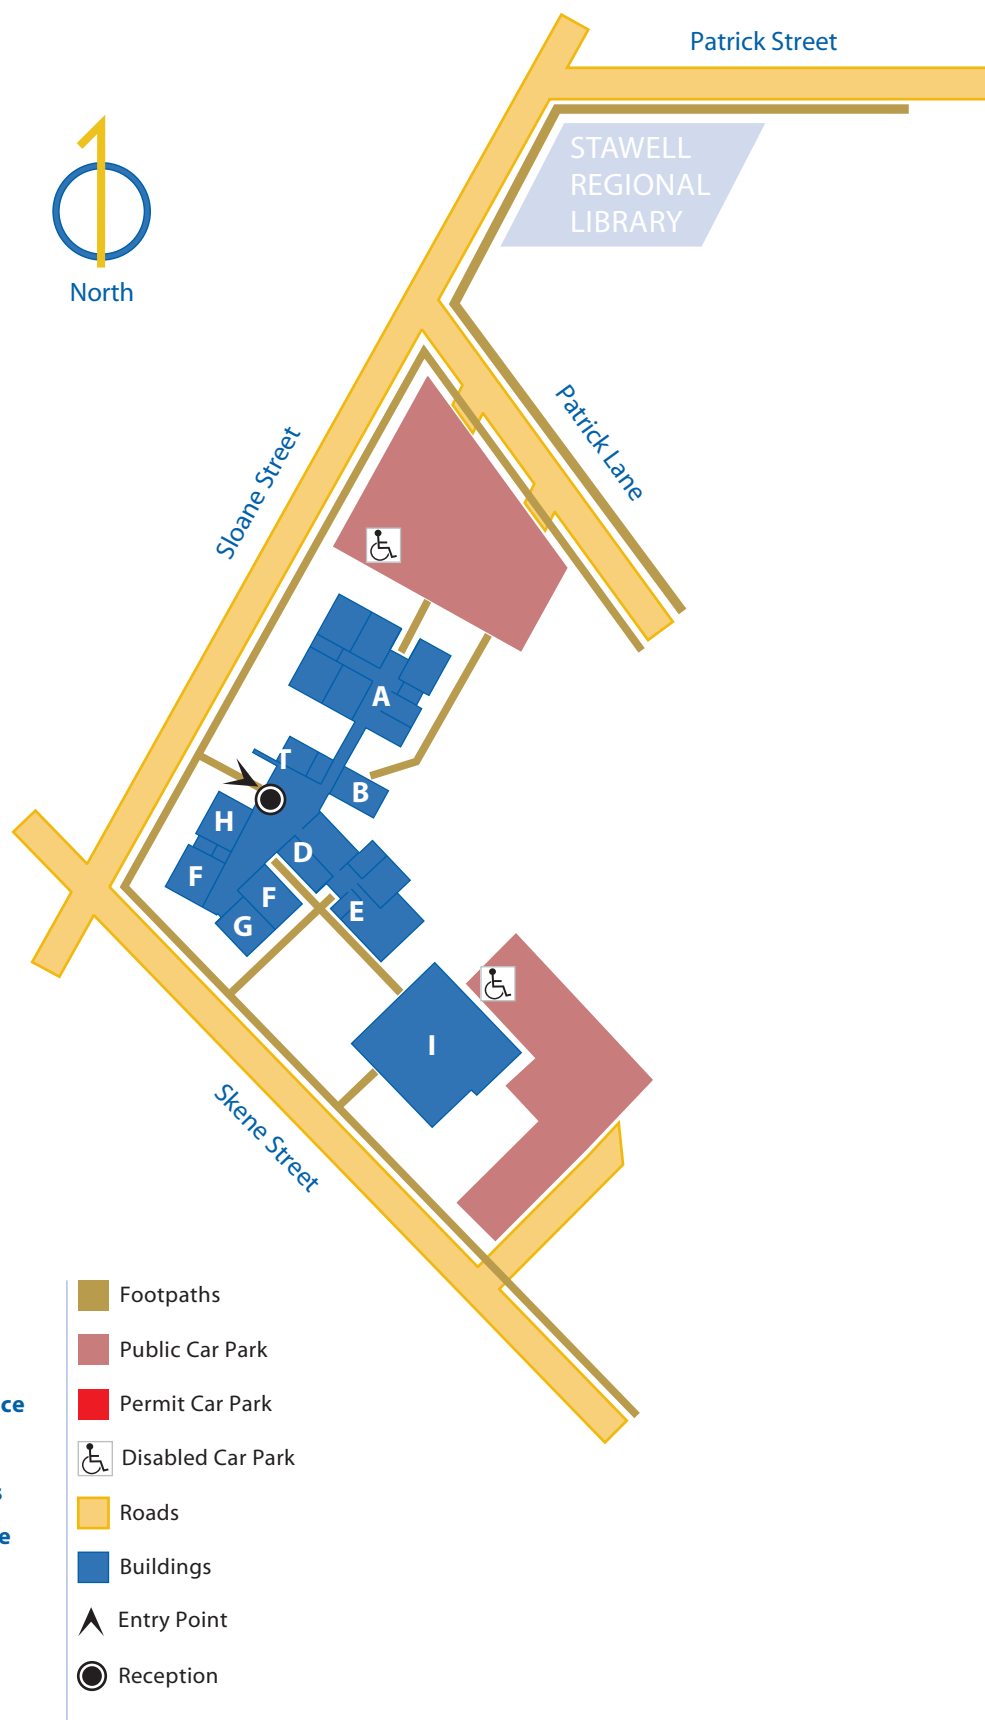 Patrick Street
STAWELL
REGIONAL
LIBRARY
North
Patrick Lane
Sloane Street
A
T
B
H
D
F
F
E
G
I
Skene Street
Footpaths
Public Car Park
Permit Car Park
ce
Disabled Car Park
s
Roads
e
Buildings
Entry Point
Reception